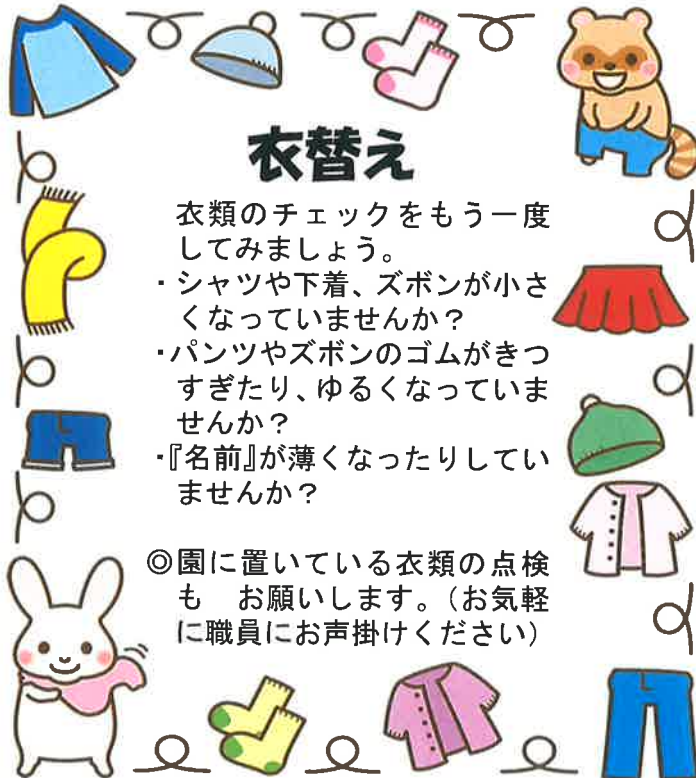 衣替え
衣類のチェックをもう一度
してみましょう。
・シャツや下着、ズボンが小さ
くなっていませんか？
・パンツやズボンのゴムがきつ
すぎたり、ゆるくなっていま
せんか？
・『名前』が薄くなったりしてい
ませんか？
◎園に置いている衣類の点検
も　お願いします。（お気軽
に職員にお声掛けください）